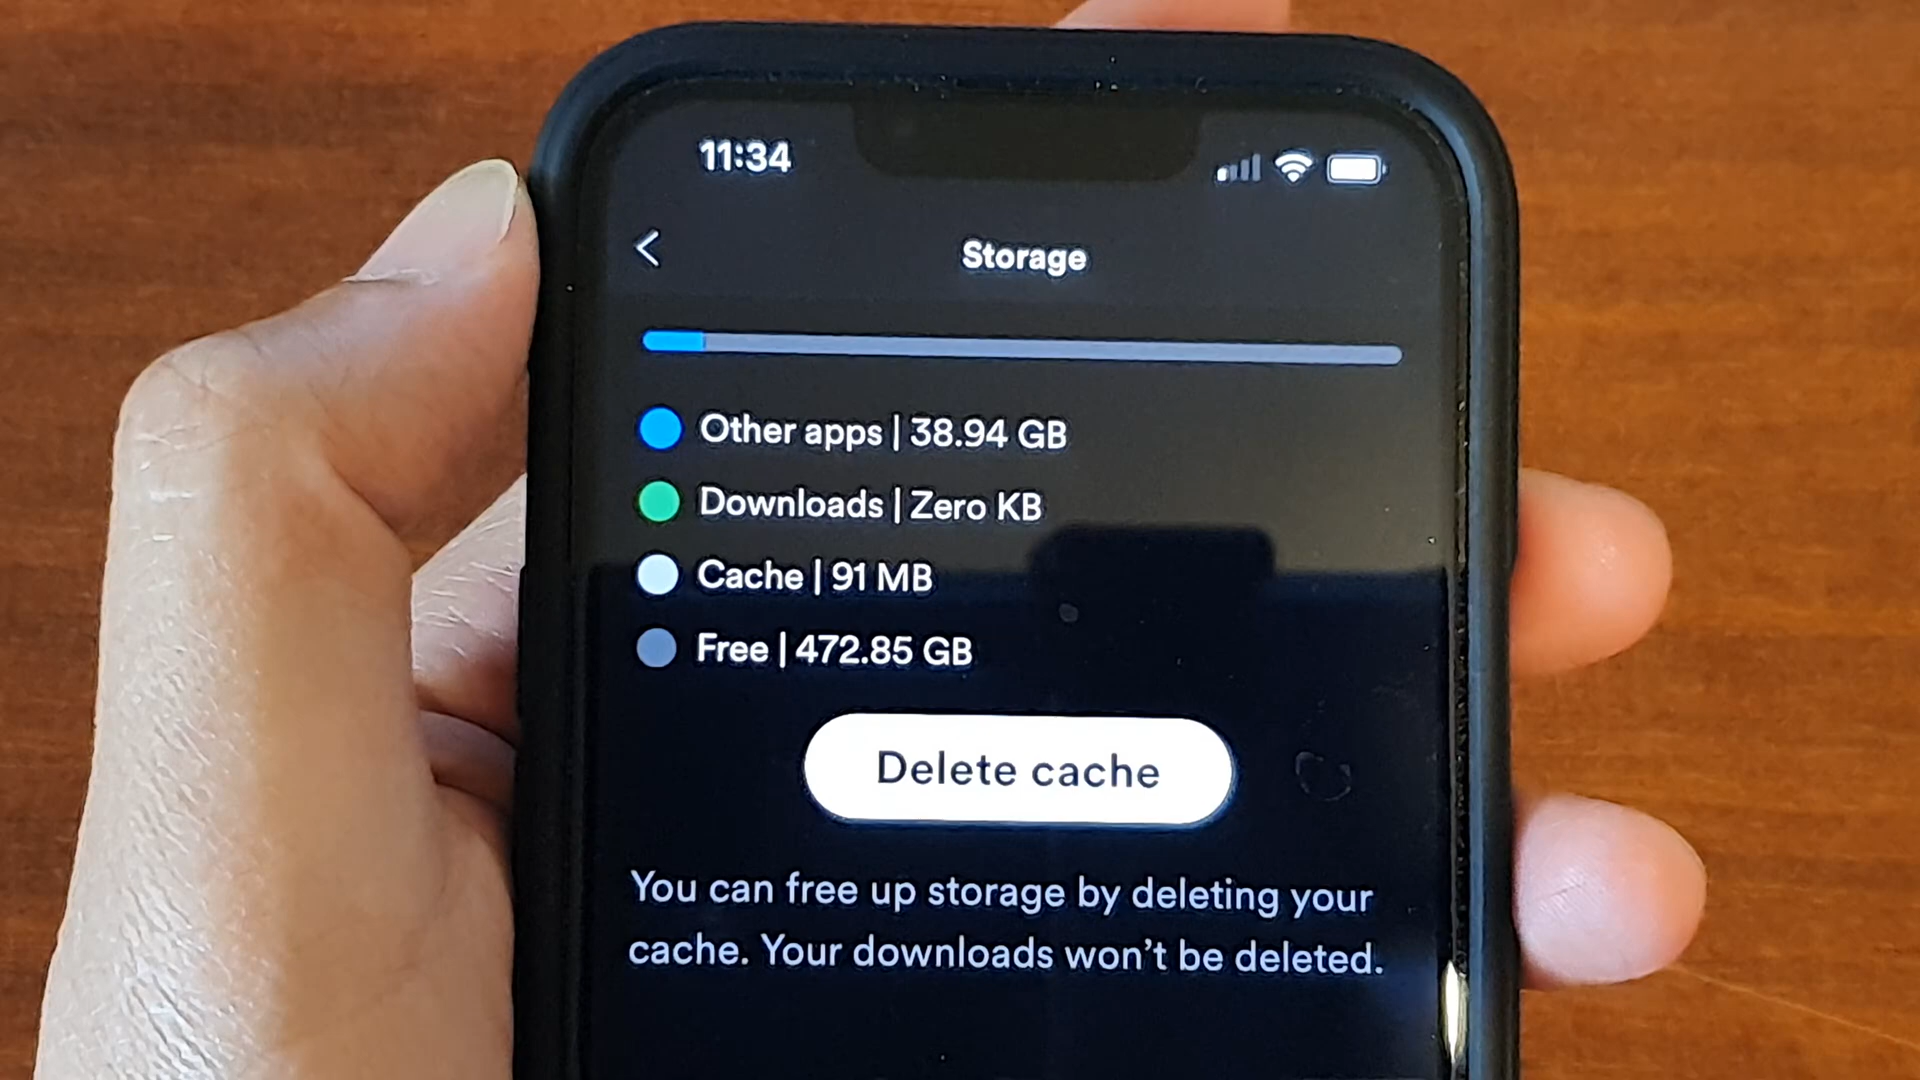 11:34
Storage
Other apps | 38.94 GB
Downloads | Zero KB
Cache | 91 MB
Free | 472.85 GB
Delete cache
You can free up storage by deleting your
cache. Your downloads won't be deleted.